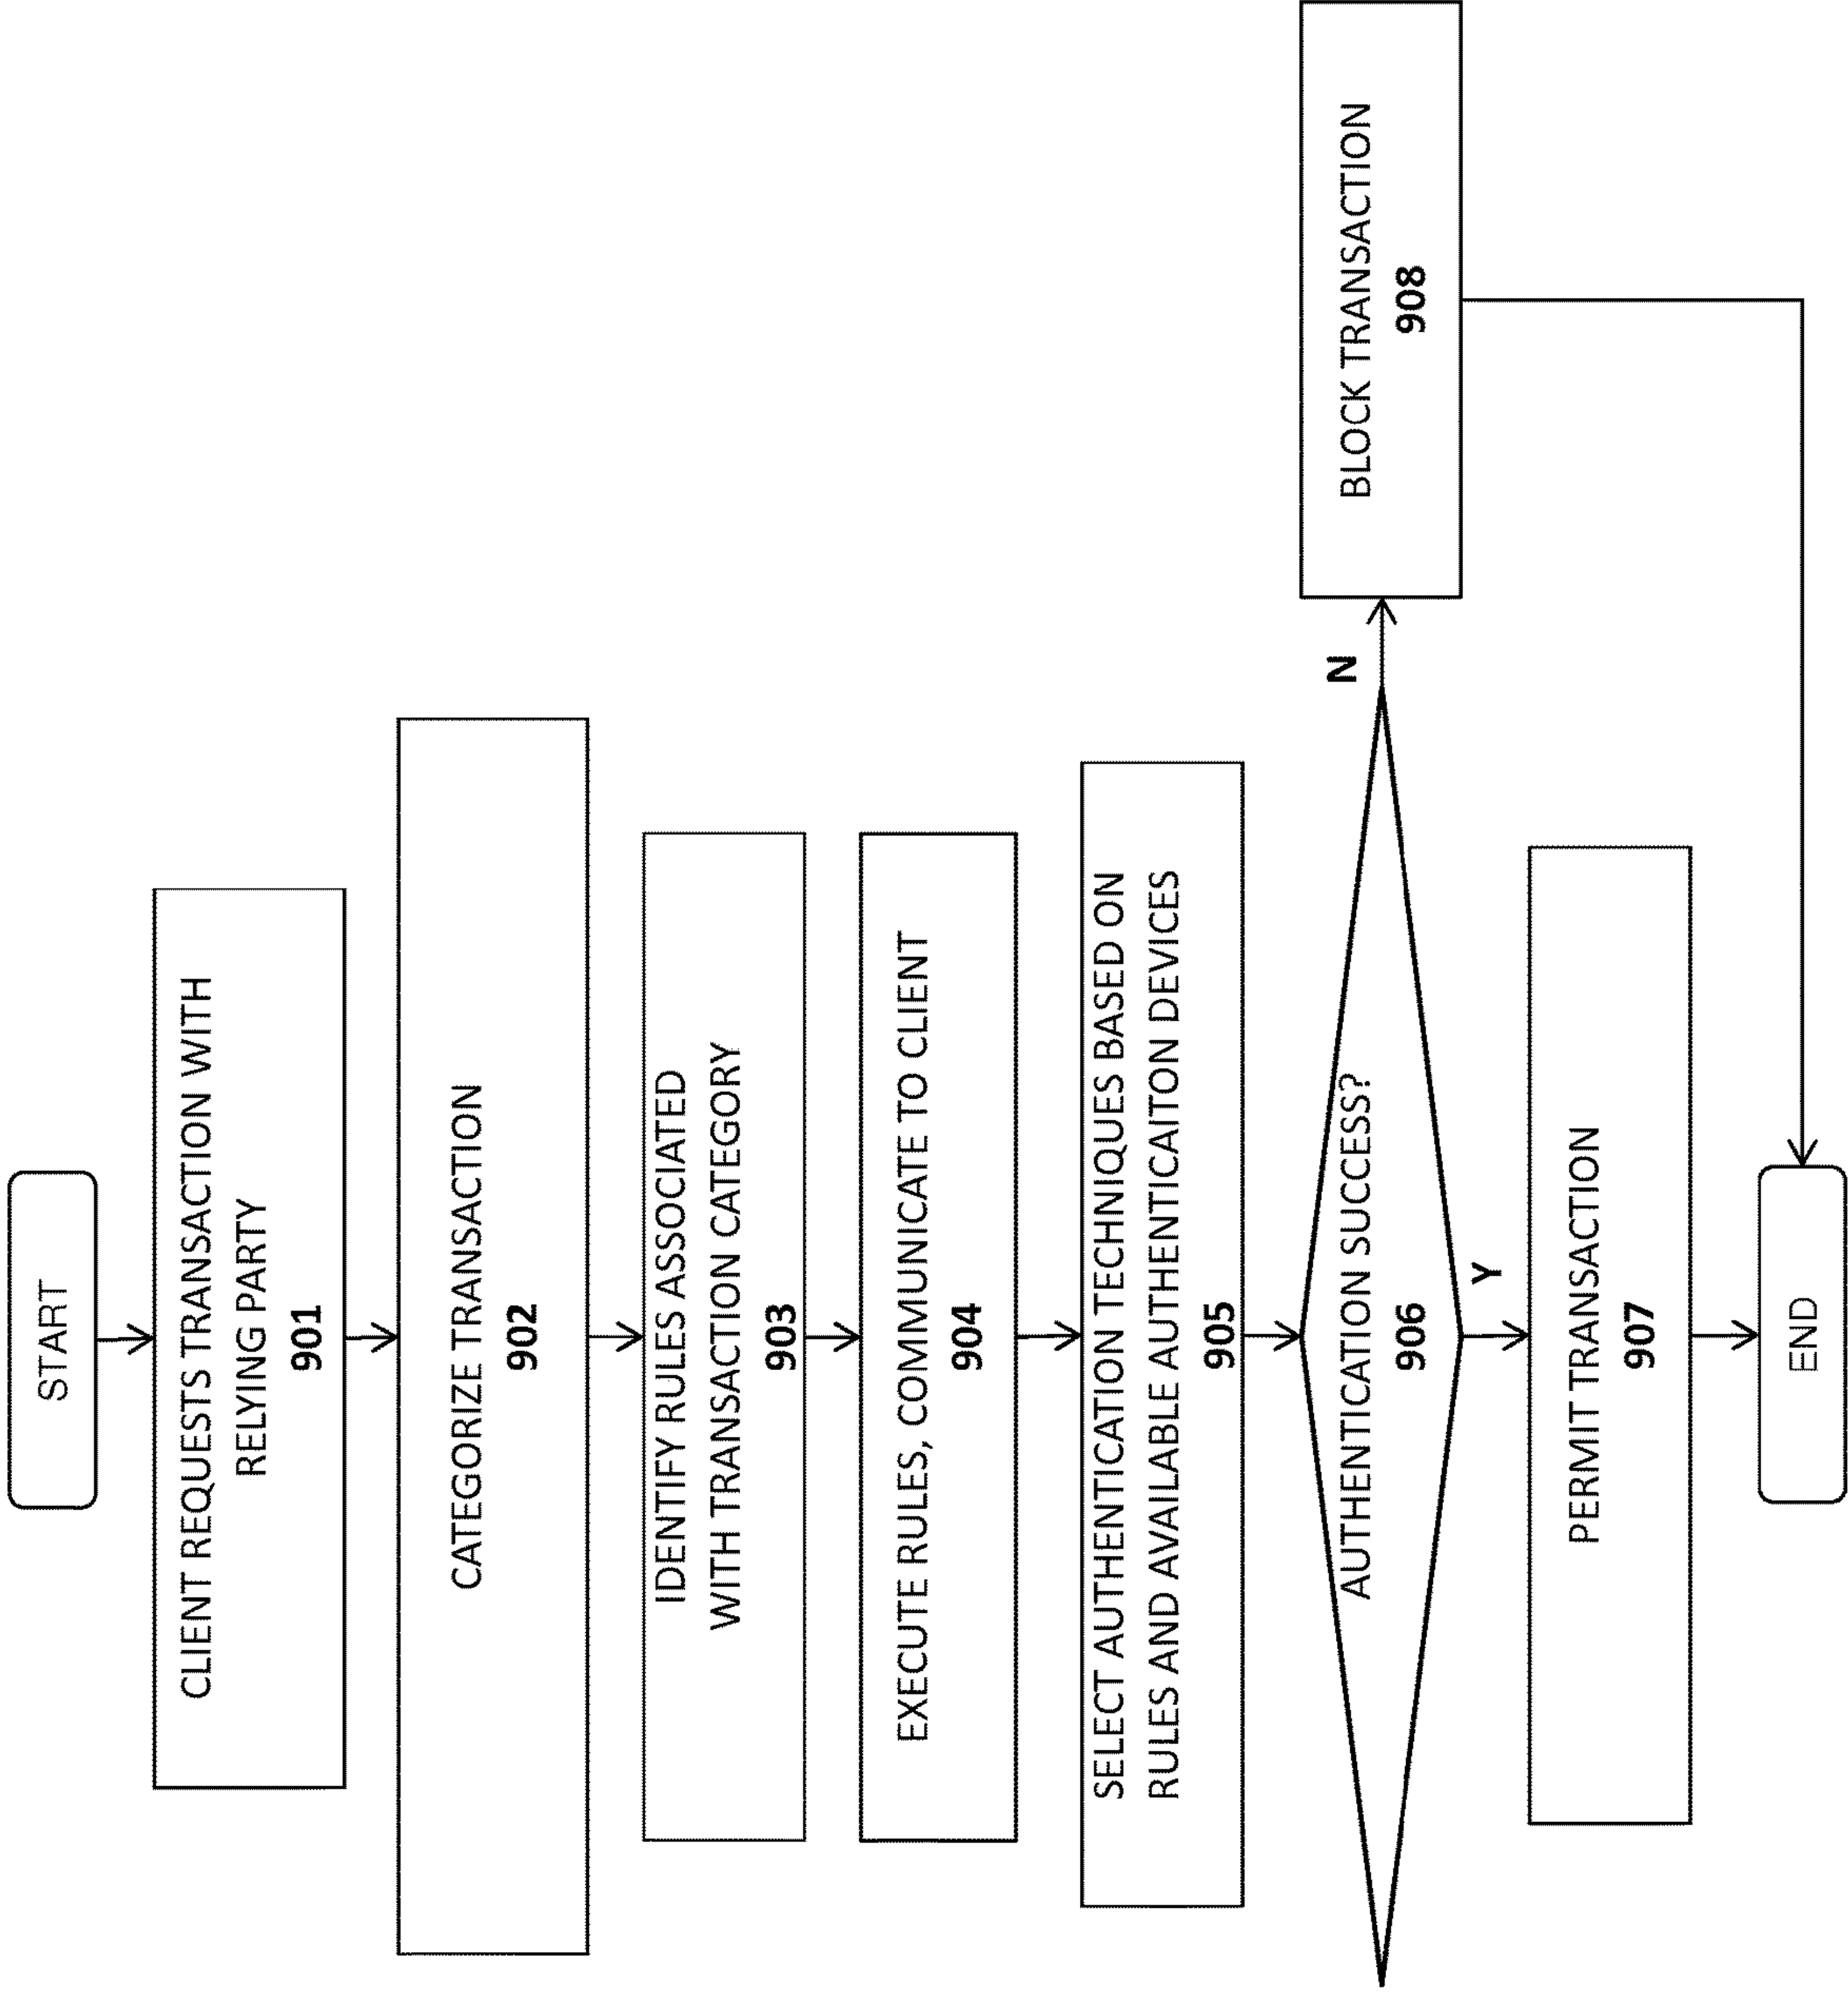 START
CLIENT REQUESTS TRANSACTION WITH
RELYING PARTY
901
CATEGORIZE TRANSACTION
902
IDENTIFY RULES ASSOCIATED
WITH TRANSACTION CATEGORY
903
EXECUTE RULES, COMMUNICATE TO CLIENT
904
SELECT AUTHENTICATION TECHNIQUES BASED ON
RULES AND AVAILABLE AUTHENTICAITON DEVICES
905
AUTHENTICATION SUCCESS?
906
N
BLOCK TRANSACTION
908
Y
PERMIT TRANSACTION
907
END